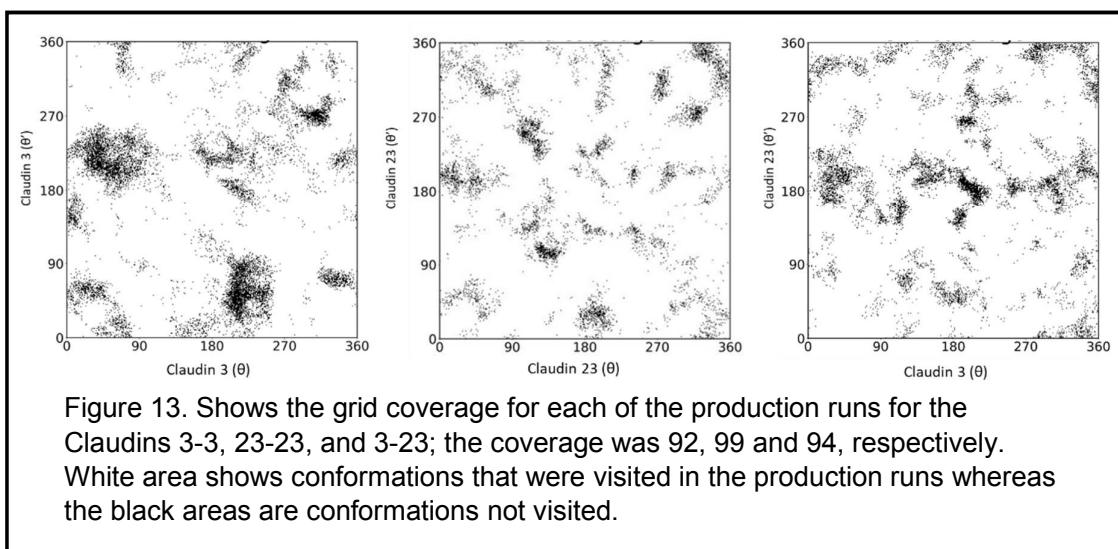 360
270
180
90
0
0 90 180 270 360
Claudin 3 (θ')
Claudin 3 (θ)
360
270
180
90
0
0 90 180 270 360
Claudin 23 (θ')
Claudin 23 (θ)
360
270
180
90
0
0 90 180 270 360
Claudin 23 (θ')
Claudin 3 (θ)
Figure 13. Shows the grid coverage for each of the production runs for the
Claudins 3-3, 23-23, and 3-23; the coverage was 92, 99 and 94, respectively.
White area shows conformations that were visited in the production runs whereas
the black areas are conformations not visited.